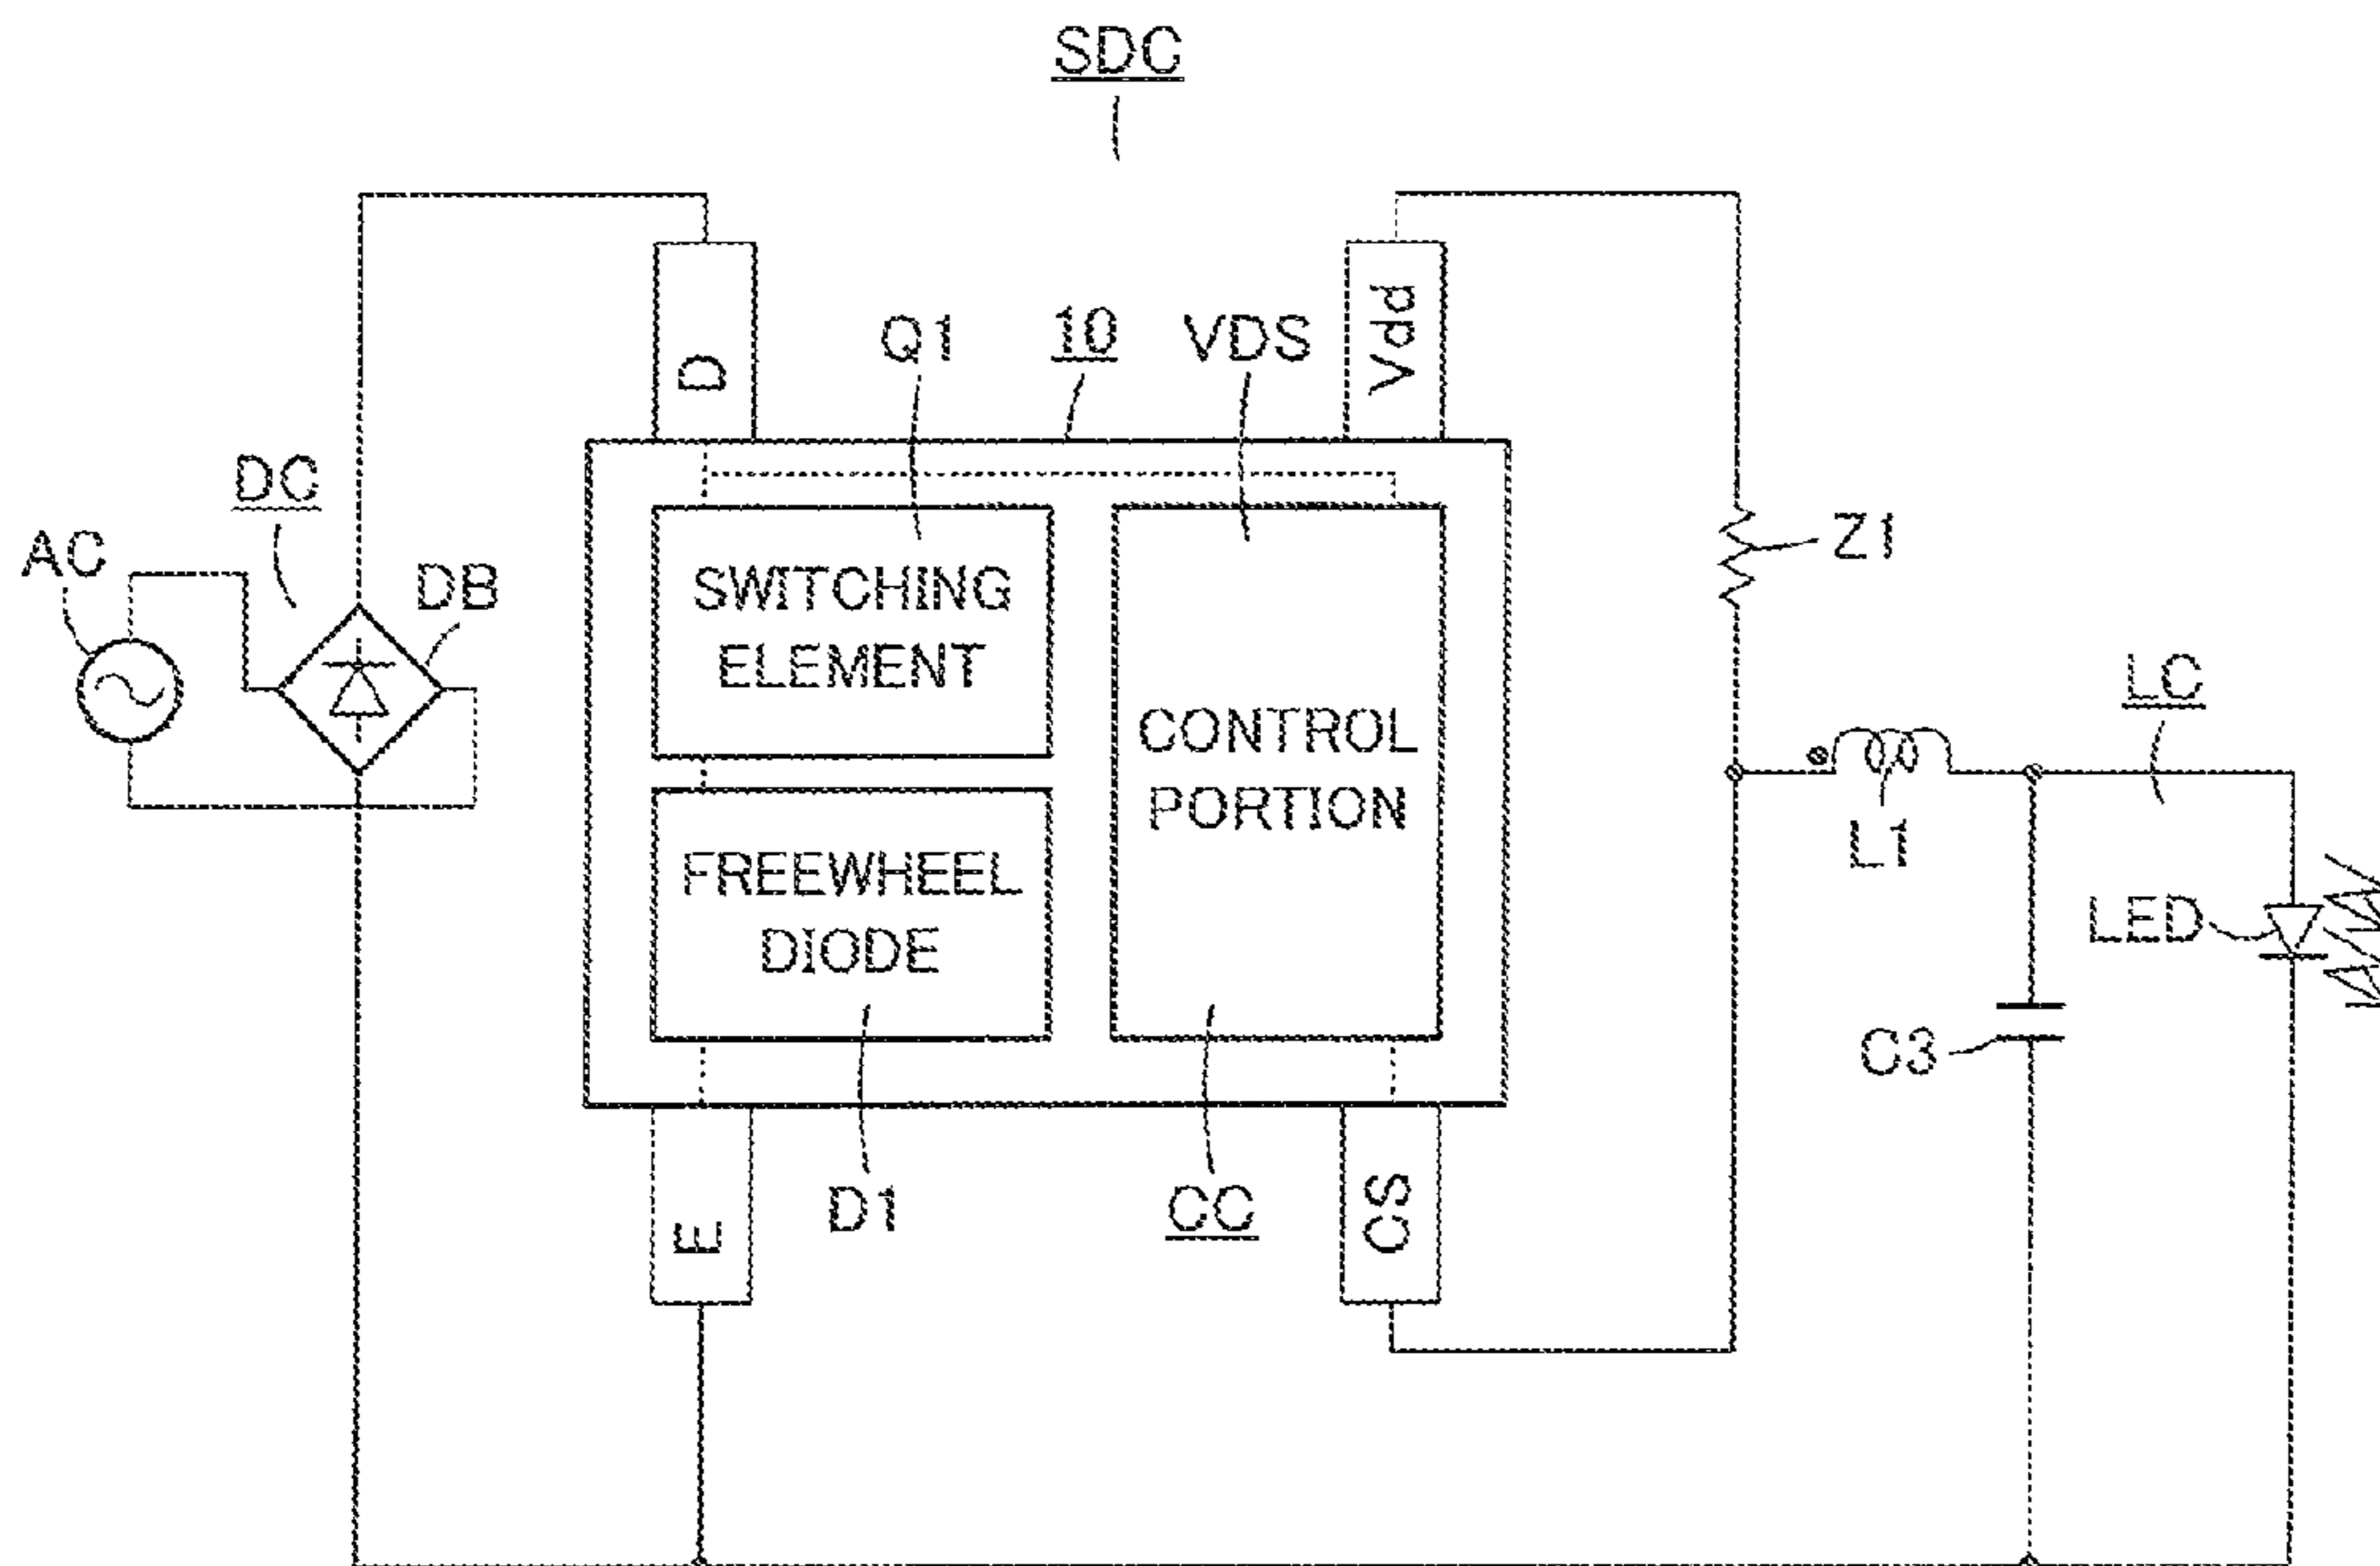 SDC
D
Vdd
Q1
10
VDS
DC
AC
DB
SWITCHING
ELEMENT
Z1
CONTROL
PORTION
LC
L1
FREEWHEEL
DIODE
LED
C3
E
D1
CC
CS